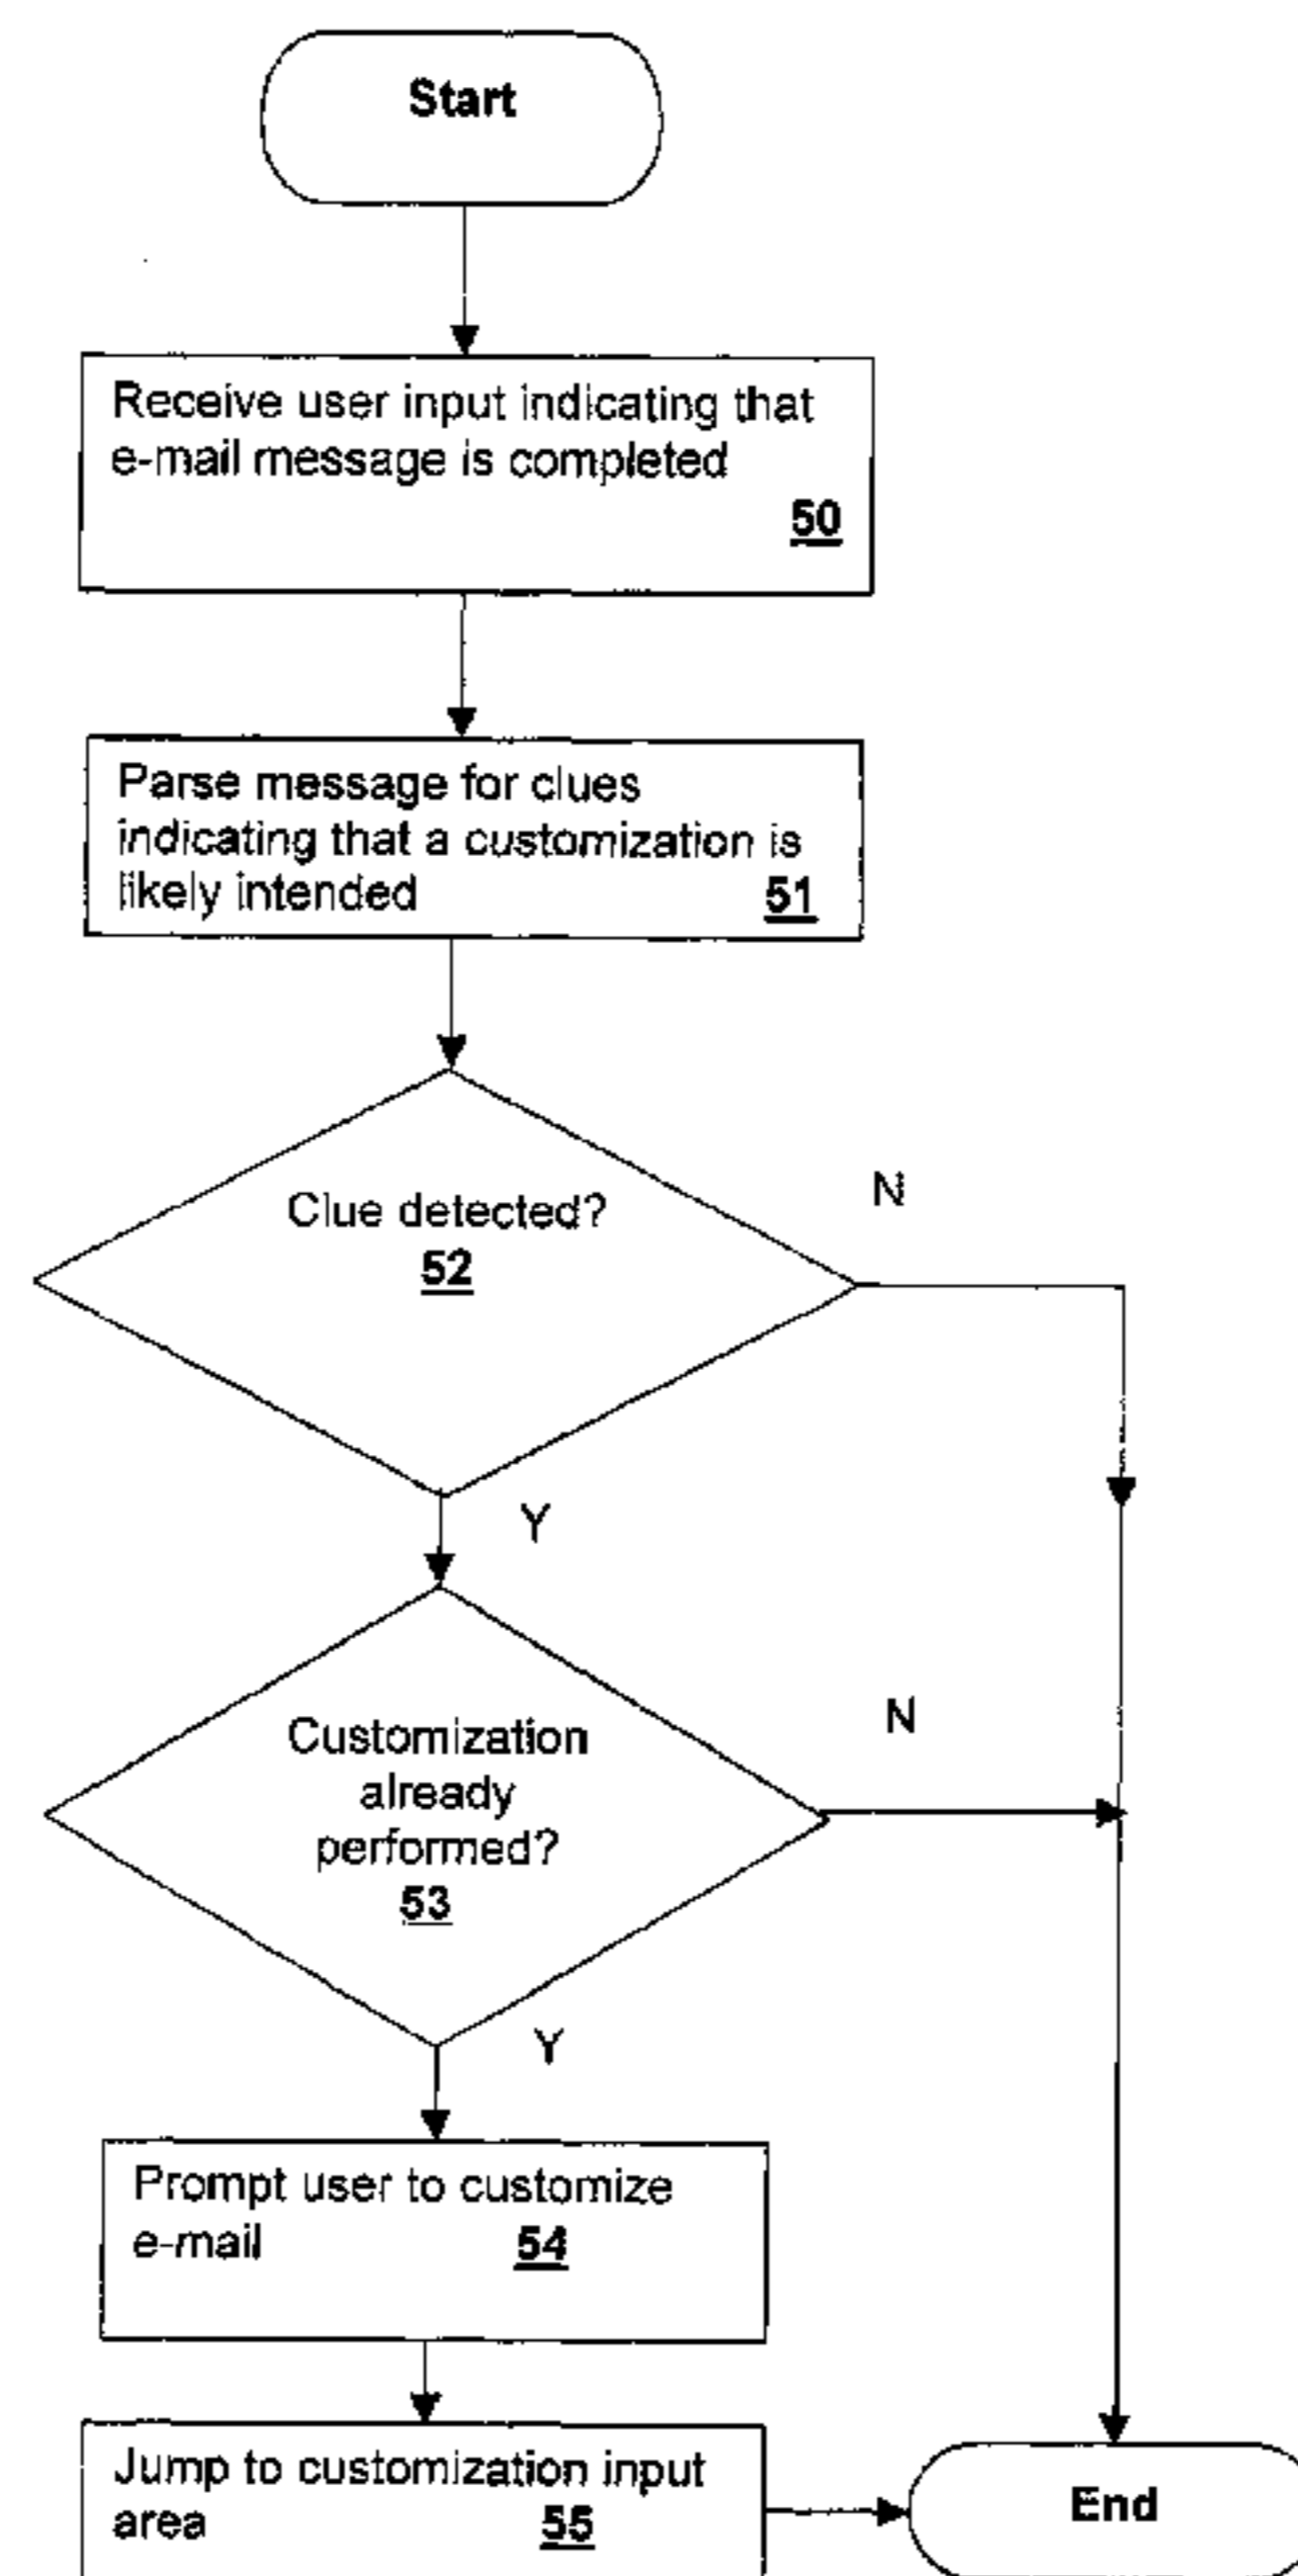 Start
Receive user input indicating that
e-mail message is completed
50
Parse message for clues
indicating that a customization is
likely intended 51
Clue detected?
52
N
Y
Customization
already
performed?
53
N
Y
Prompt user to customize
e-mail 54
Jump to customization input
area 55
End